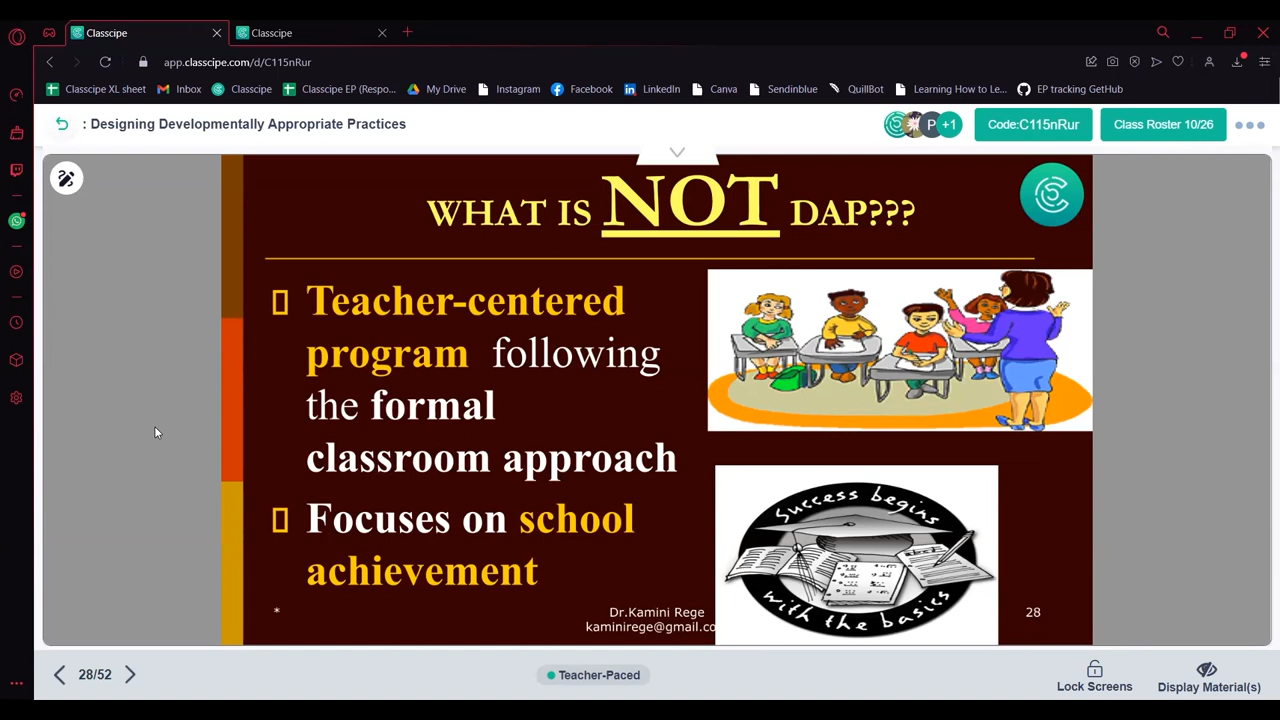 Classcipe
Classcipe
app.classcipe.com/d/C115nRur
Classcipe XL sheet
Inbox
Classcipe
Classcipe EP (Respo...
My Drive
Instagram
Facebook
LinkedIn
Canva
Sendinblue
QuillBot
Learning How to Le...
EP tracking GetHub
: Designing Developmentally Appropriate Practices
P
+1
Code:C115nRur
Class Roster 10/26
WHAT IS NOT DAP???
Teacher-centered
program following
the formal
classroom approach
Focuses on school
achievement
Success begins
with the basics
*
Dr.Kamini Rege
kaminirege@gmail.co
28
28/52
Teacher-Paced
Lock Screens
Display Material(s)